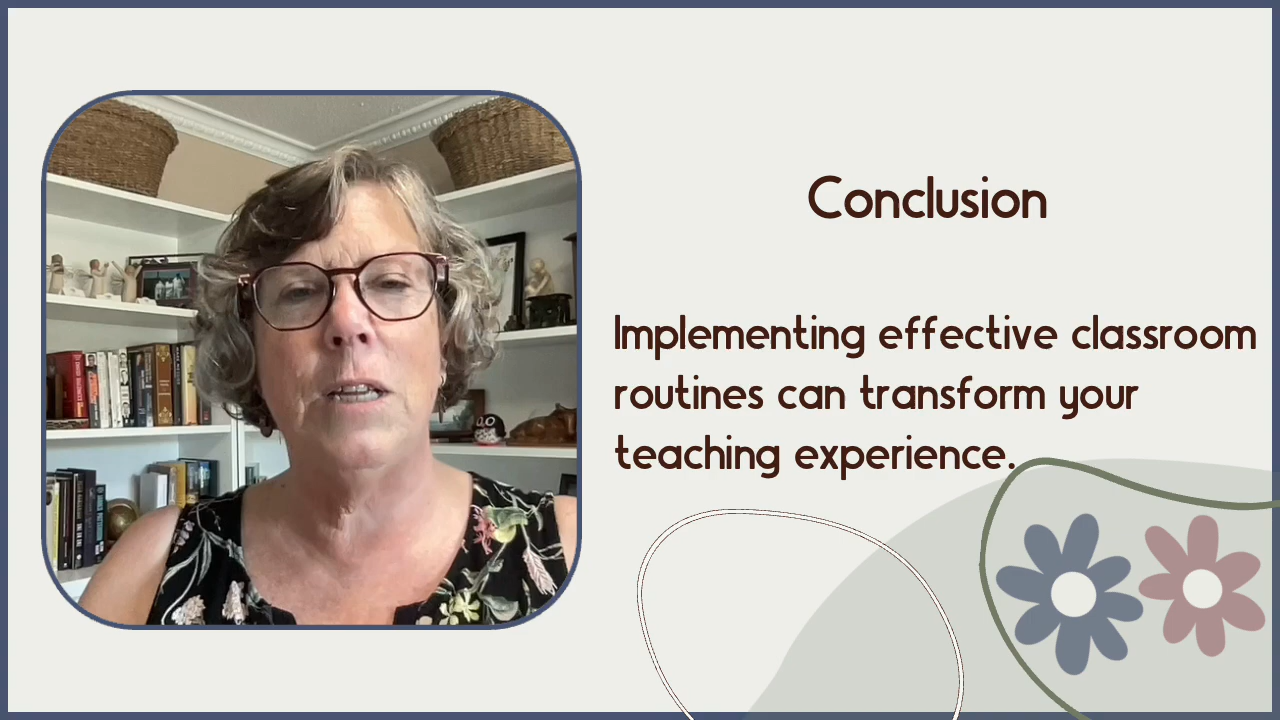 Conclusion
Implementing effective classroom
routines can transform your
teaching experience.